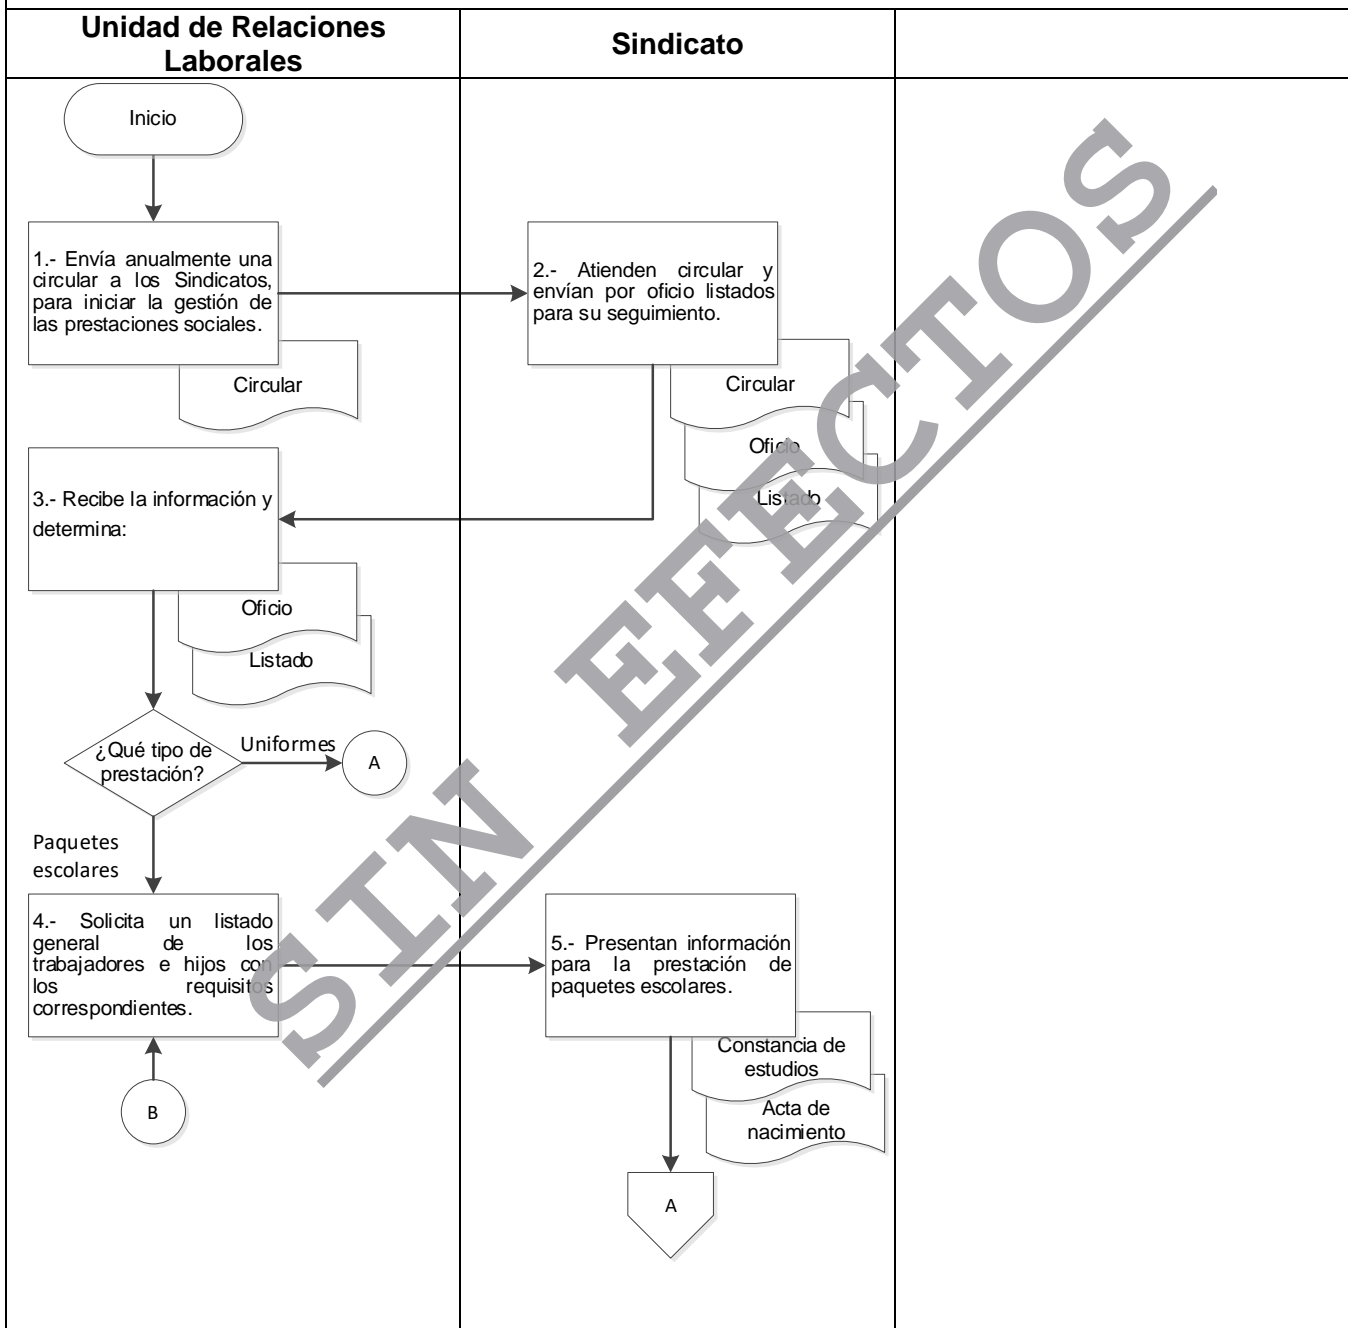 Unidad de Relaciones
Laborales
Sindicato
Inicio
1.- Envía anualmente una
circular a los Sindicatos,
para iniciar la gestión de
las prestaciones sociales.
Circular
2.- Atienden circular y
envían por oficio listados
para su seguimiento.
Circular
Oficio
Listado
3.- Recibe la información y
determina:
Oficio
Listado
¿Qué tipo de
prestación?
Uniformes
A
Paquetes
escolares
4.- Solicita un listado
general de los
trabajadores e hijos con
los requisitos
correspondientes.
B
5.- Presentan información
para la prestación de
paquetes escolares.
Constancia de
estudios
Acta de
nacimiento
A
SIN EFECTOS